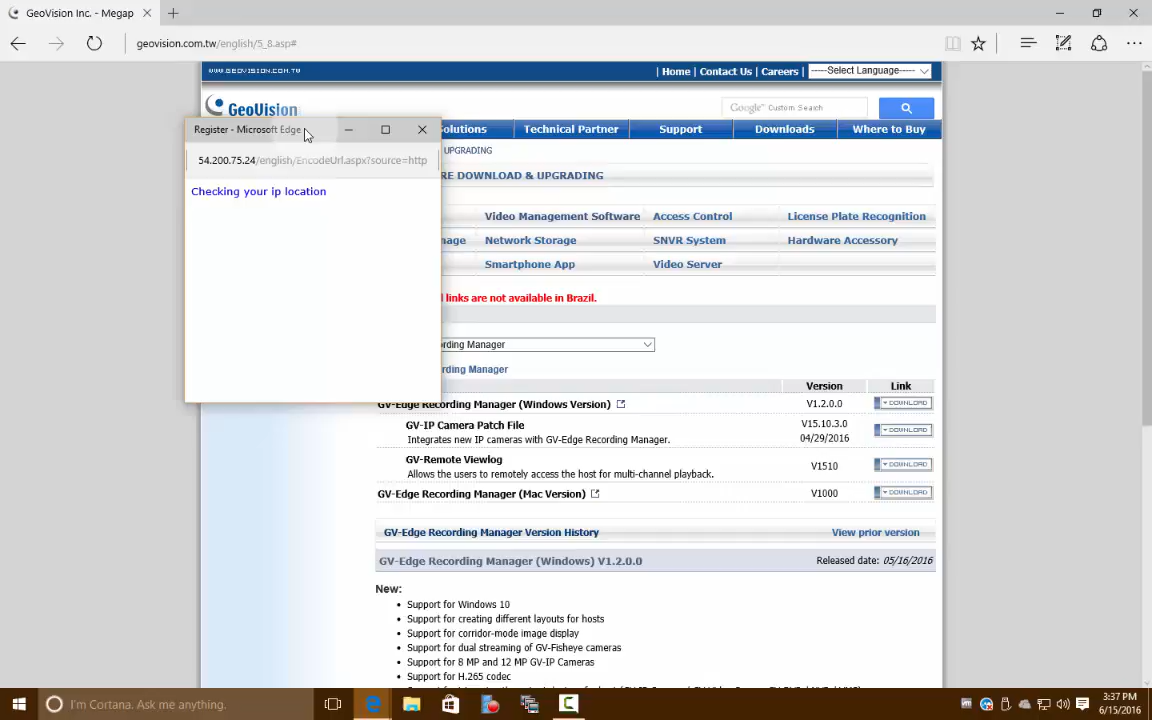 GeoVision Inc. - Megap
geovision.com.tw/english/5_8.asp#
WWW.GEOVISION.COM.TW
| Home | Contact Us | Careers |
-----Select Language-----
GeoVision
Google™ Custom Search
Solutions
Technical Partner
Support
Downloads
Where to Buy
Register - Microsoft Edge
54.200.75.24/english/EncodeUrl.aspx?source=http
Checking your ip location
UPGRADING
RE DOWNLOAD & UPGRADING
Video Management Software
Access Control
License Plate Recognition
Network Storage
SNVR System
Hardware Accessory
Smartphone App
Video Server
links are not available in Brazil.
rding Manager
rding Manager
Version
Link
GV-Edge Recording Manager (Windows Version)
V1.2.0.0
DOWNLOAD
GV-IP Camera Patch File
Integrates new IP cameras with GV-Edge Recording Manager.
V15.10.3.0
04/29/2016
DOWNLOAD
GV-Remote Viewlog
Allows the users to remotely access the host for multi-channel playback.
V1510
DOWNLOAD
GV-Edge Recording Manager (Mac Version)
V1000
DOWNLOAD
GV-Edge Recording Manager Version History
View prior version
GV-Edge Recording Manager (Windows) V1.2.0.0
Released date: 05/16/2016
New:
• Support for Windows 10
• Support for creating different layouts for hosts
• Support for corridor-mode image display
• Support for dual streaming of GV-Fisheye cameras
• Support for 8 MP and 12 MP GV-IP Cameras
• Support for H.265 codec
I'm Cortana. Ask me anything.
3:37 PM
6/15/2016